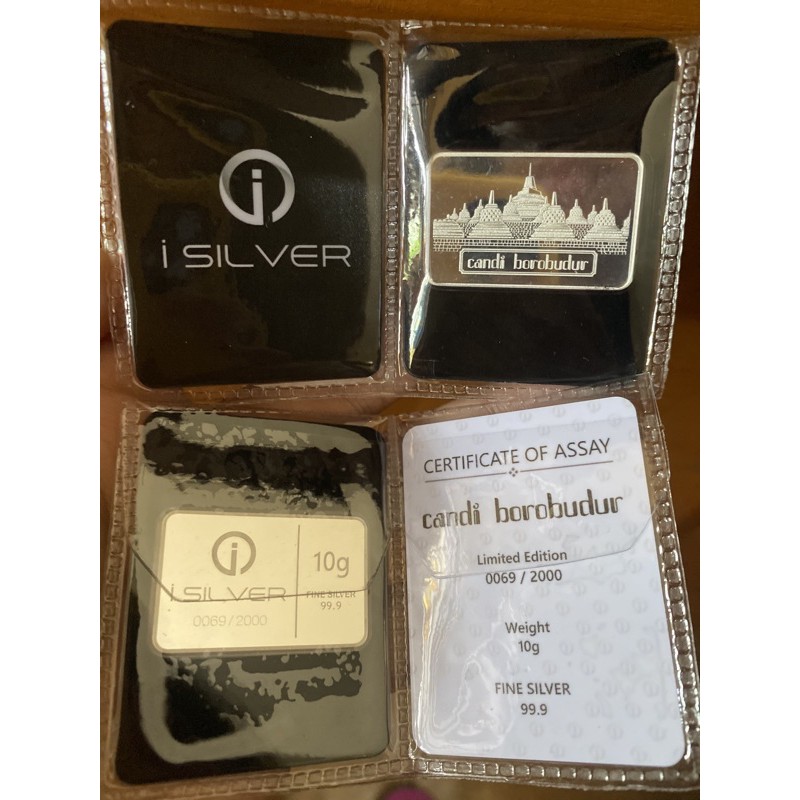 i SILVER
candi borobudur
i SILVER
0069/2000
10g
FINE SILVER
99.9
CERTIFICATE OF ASSAY
candi borobudur
Limited Edition
0069 / 2000
Weight
10g
FINE SILVER
99.9